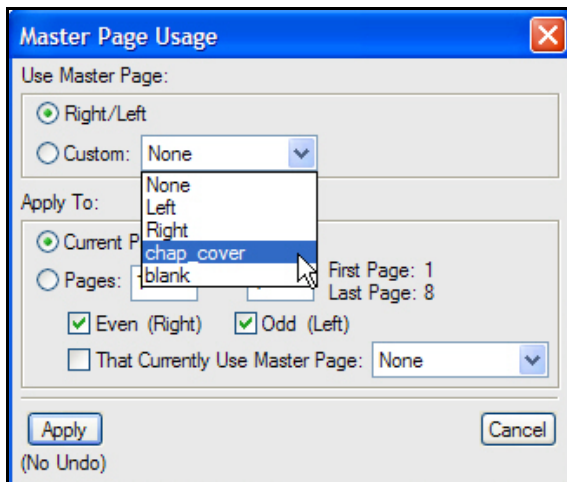 Master Page Usage
Use Master Page:
Right/Left
Custom: None
None
Left
Right
chap_cover
blank
Apply To:
Current P
Pages:
First Page: 1
Last Page: 8
Even (Right) Odd (Left)
That Currently Use Master Page: None
Apply Cancel
(No Undo)